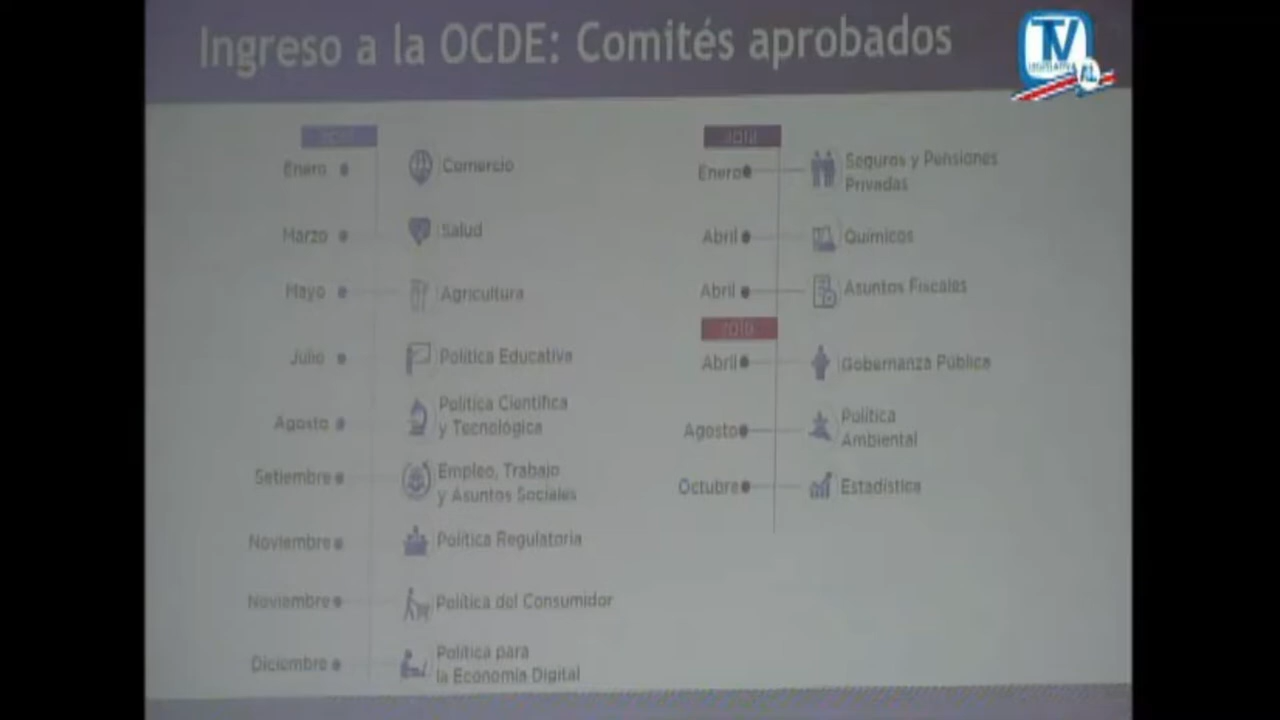 Ingreso a la OCDE: Comités aprobados
TV
Enero
Comercio
Marzo
Salud
Mayo
Agricultura
Julio
Política Educativa
Agosto
Política Científica
y Tecnológica
Setiembre
Empleo, Trabajo
y Asuntos Sociales
Noviembre
Política Regulatoria
Noviembre
Política del Consumidor
Diciembre
Política para
la Economía Digital
Enero
Seguros y Pensiones
Privadas
Abril
Químicos
Abril
Asuntos Fiscales
Abril
Gobernanza Pública
Agosto
Política
Ambiental
Octubre
Estadística